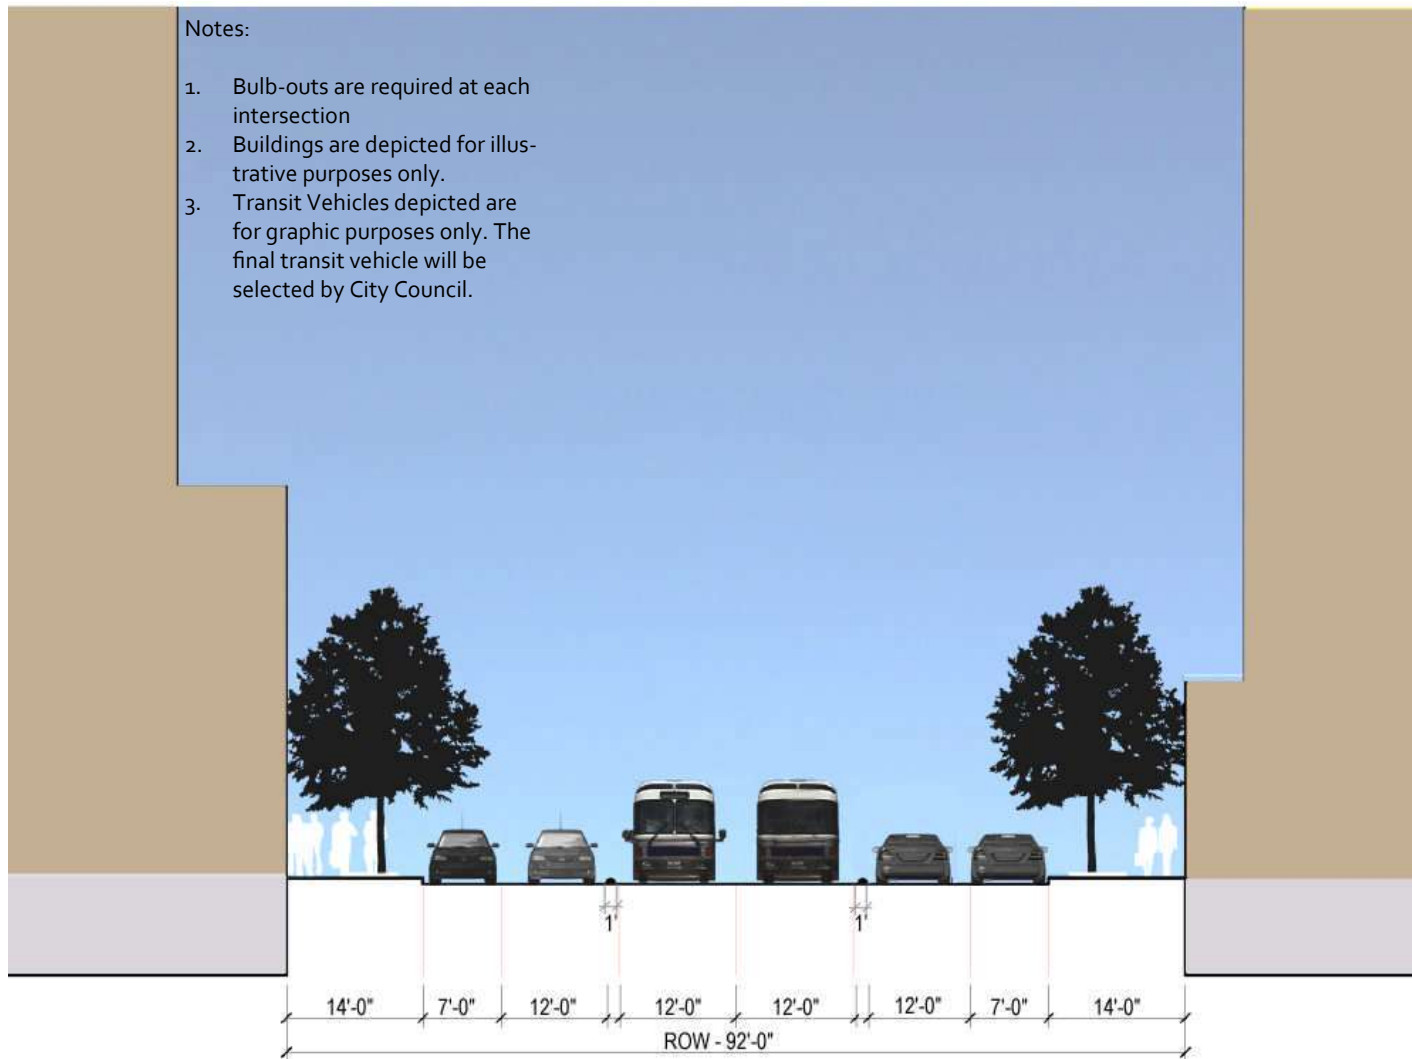 Notes:
1. Bulb-outs are required at each
intersection
2. Buildings are depicted for illus-
trative purposes only.
3. Transit Vehicles depicted are
for graphic purposes only. The
final transit vehicle will be
selected by City Council.
1'
1'
14'-0"
7'-0"
12'-0"
12'-0"
12'-0"
12'-0"
7'-0"
14'-0"
ROW - 92'-0"